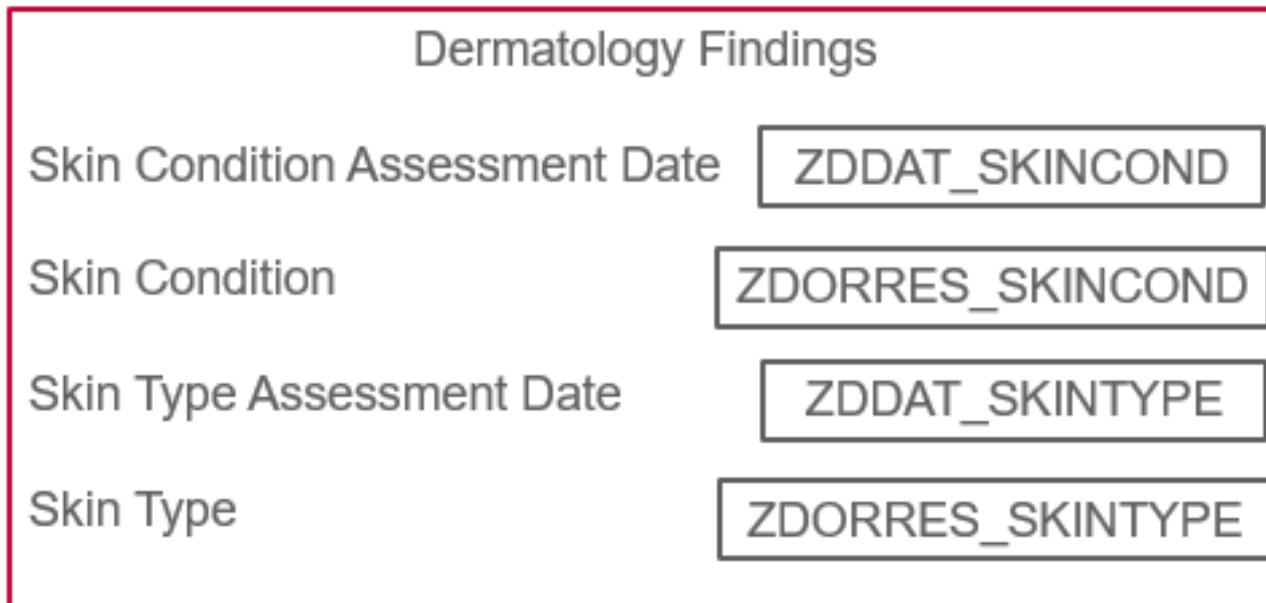 Dermatology Findings
Skin Condition Assessment Date ZDDAT_SKINCOND
Skin Condition ZDORRES_SKINCOND
Skin Type Assessment Date ZDDAT_SKINTYPE
Skin Type ZDORRES_SKINTYPE